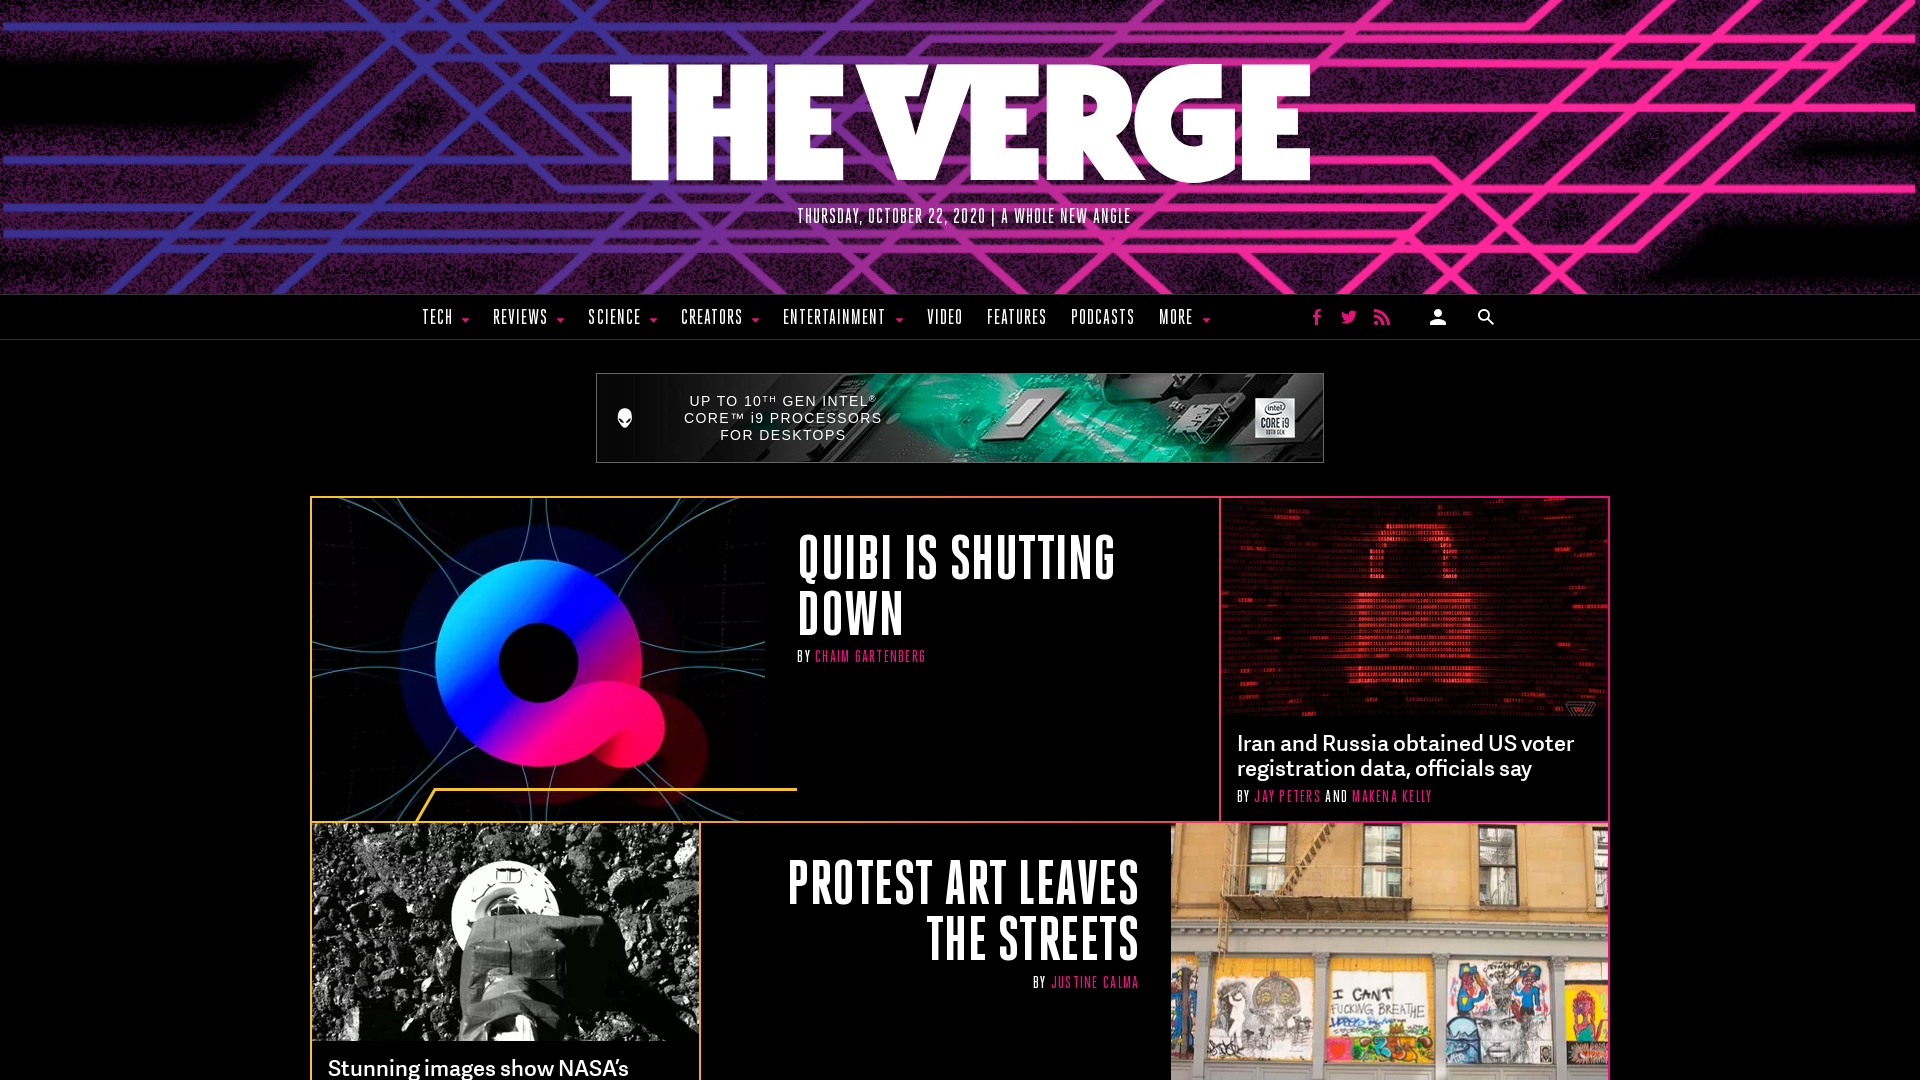 THE VERGE
THURSDAY, OCTOBER 22, 2020 | A WHOLE NEW ANGLE
TECH REVIEWS SCIENCE CREATORS ENTERTAINMENT VIDEO FEATURES PODCASTS MORE
UP TO 10TH GEN INTEL®
CORE™ i9 PROCESSORS
FOR DESKTOPS
intel
CORE i9
10TH GEN
QUIBI IS SHUTTING
DOWN
BY CHAIM GARTENBERG
Iran and Russia obtained US voter
registration data, officials say
BY JAY PETERS AND MAKENA KELLY
PROTEST ART LEAVES
THE STREETS
BY JUSTINE CALMA
I CANT
FUCKING BREATHE
Stunning images show NASA’s